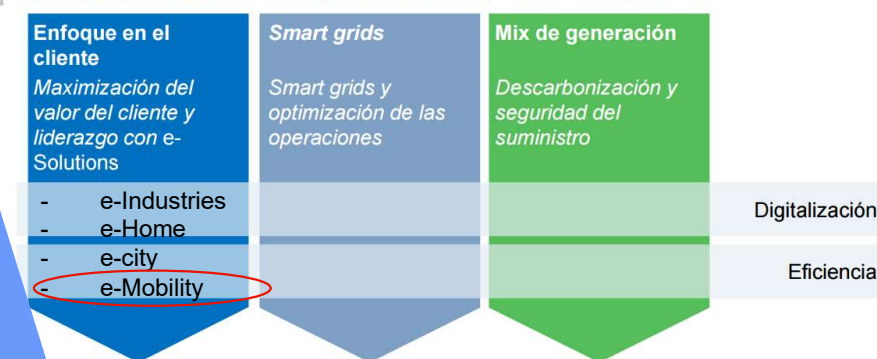 Enfoque en el
cliente
Maximización del
valor del cliente y
liderazgo con e-
Solutions
Smart grids
Smart grids y
optimización de las
operaciones
Mix de generación
Descarbonización y
seguridad del
suministro
- e-Industries
- e-Home
- e-city
- e-Mobility
Digitalización
Eficiencia